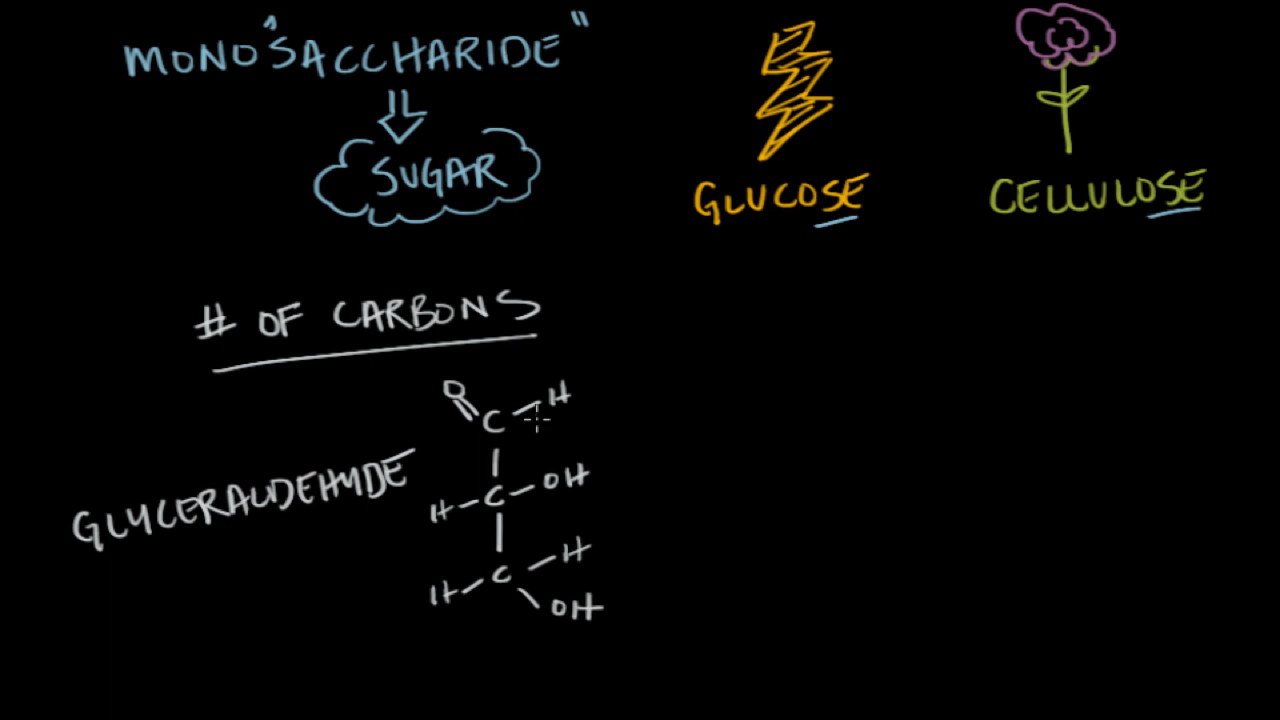 MONO "SACCHARIDE"
SUGAR
GLUCOSE
CELLULOSE
# OF CARBONS
GLYCERALDEHYDE
O
C-H
H-C-OH
H-C-H
OH